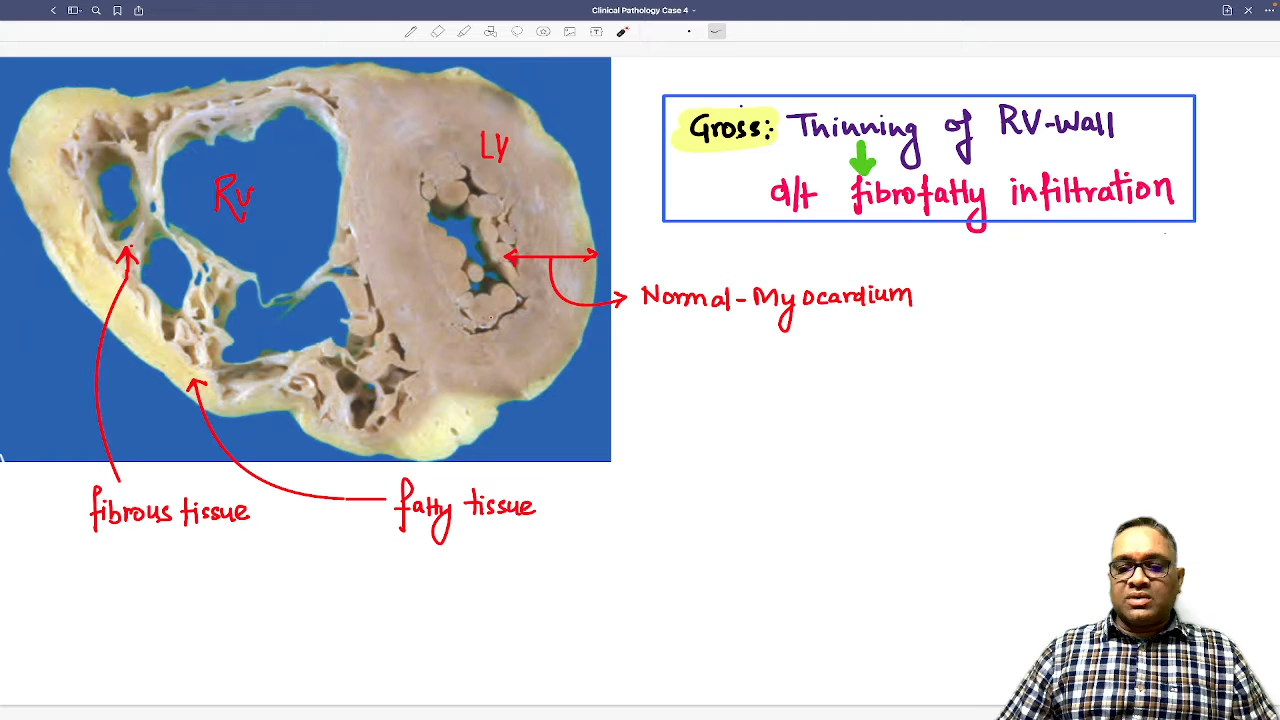 Clinical Pathology Case 4
Gross: Thinning of RV-Wall
d/t fibrofatty infiltration
LV
RV
Normal-Myocardium
fibrous tissue
fatty tissue